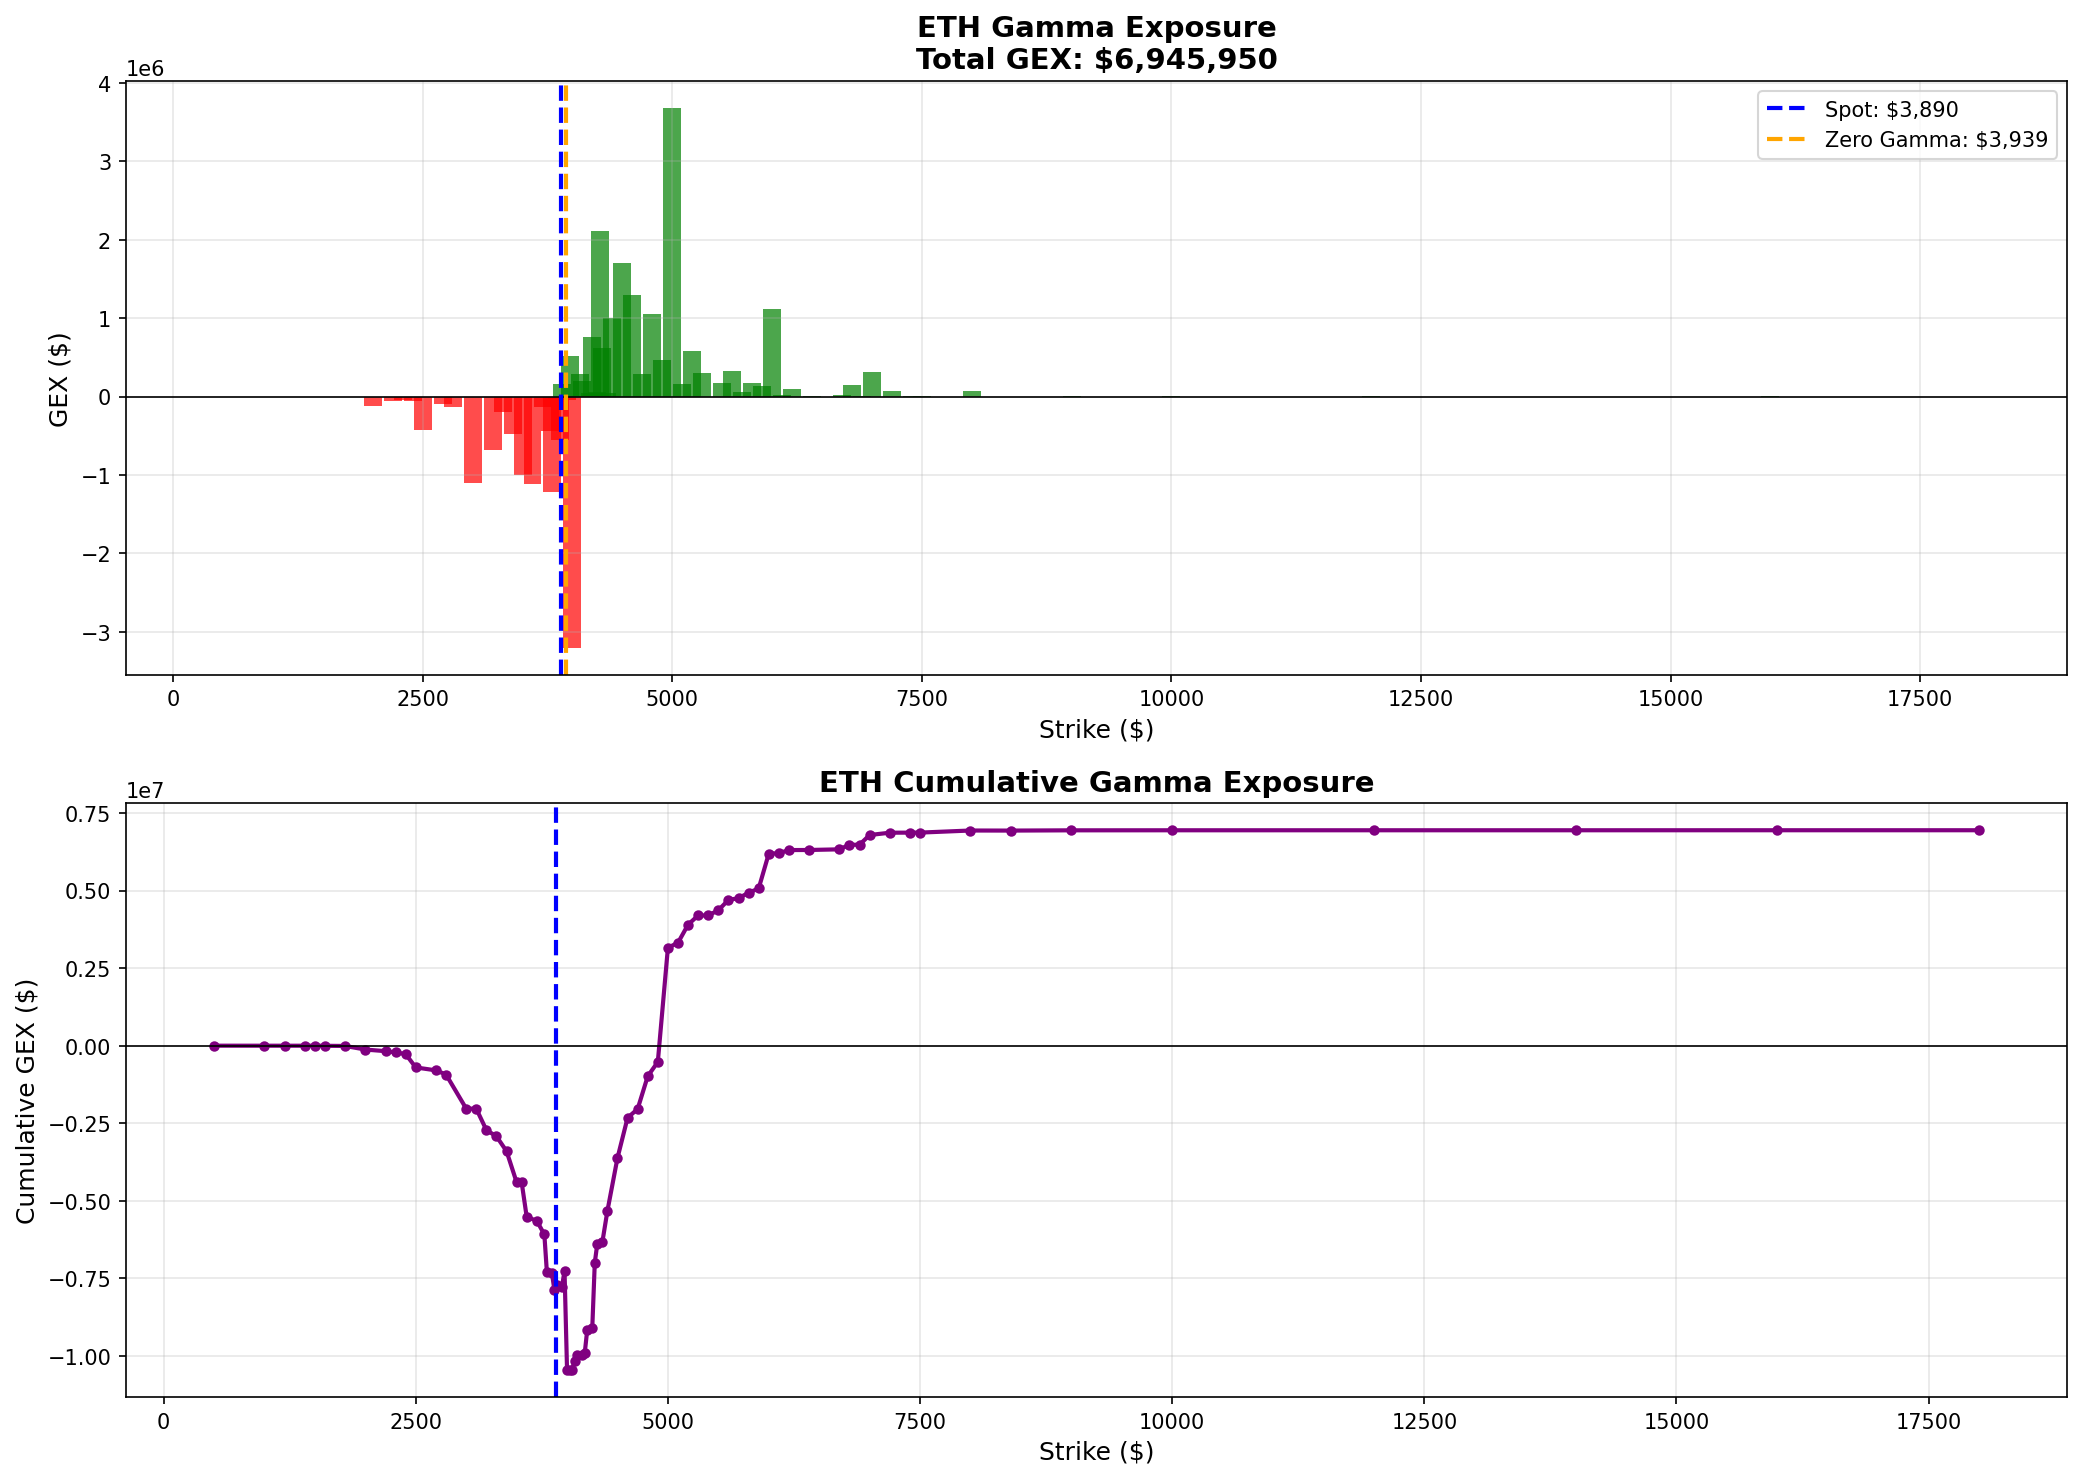 ETH Gamma Exposure
Total GEX: $6,945,950
1e6
4
3
2
1
0
−1
−2
−3
GEX ($)
Spot: $3,890
Zero Gamma: $3,939
0 2500 5000 7500 10000 12500 15000 17500
Strike ($)
ETH Cumulative Gamma Exposure
1e7
0.75
0.50
0.25
0.00
−0.25
−0.50
−0.75
−1.00
Cumulative GEX ($)
0 2500 5000 7500 10000 12500 15000 17500
Strike ($)